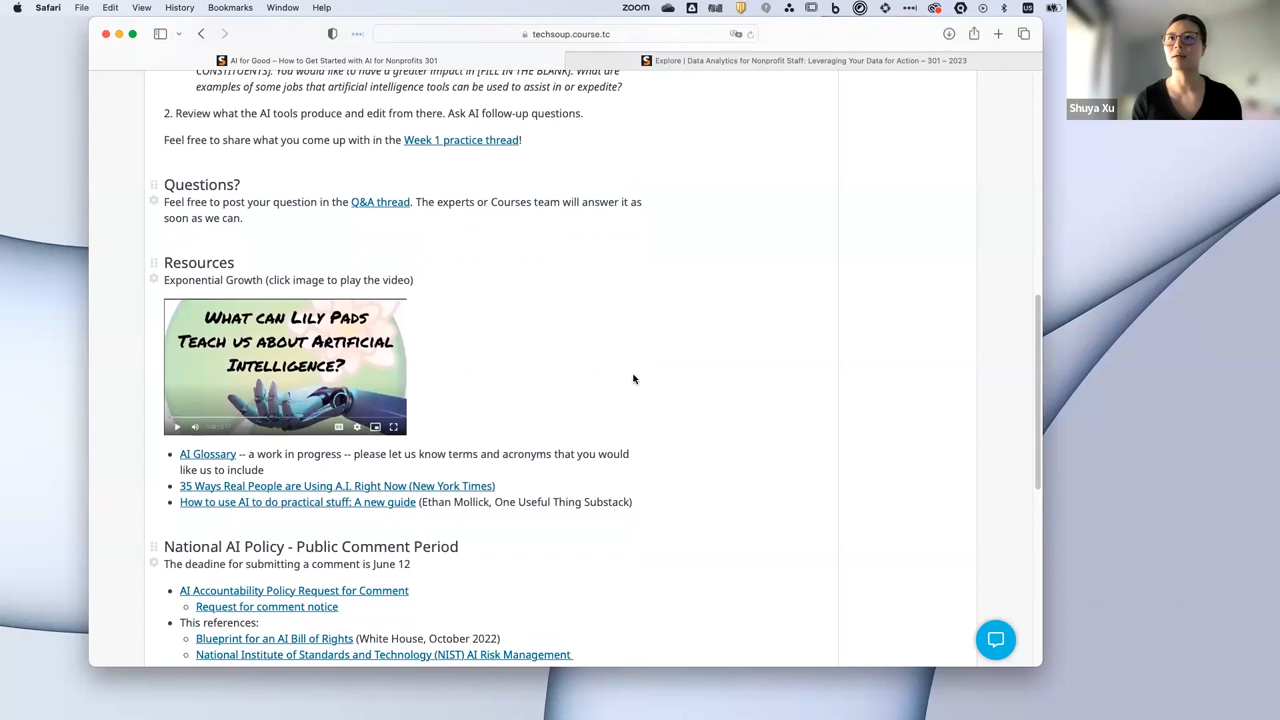 Safari File Edit View History Bookmarks Window Help zoom US
techsoup.course.tc
AI for Good – How to Get Started with AI for Nonprofits 301
Explore | Data Analytics for Nonprofit Staff: Leveraging Your Data for Action – 301 – 2023
CONSTITUENTS]. You would like to have a greater impact in [FILL IN THE BLANK]. What are
examples of some jobs that artificial intelligence tools can be used to assist in or expedite?
2. Review what the AI tools produce and edit from there. Ask AI follow-up questions.
Feel free to share what you come up with in the Week 1 practice thread!
Questions?
Feel free to post your question in the Q&A thread. The experts or Courses team will answer it as
soon as we can.
Resources
Exponential Growth (click image to play the video)
WHAT CAN LILY PADS
TEACH US ABOUT ARTIFICIAL
INTELLIGENCE?
AI Glossary -- a work in progress -- please let us know terms and acronyms that you would
like us to include
35 Ways Real People are Using A.I. Right Now (New York Times)
How to use AI to do practical stuff: A new guide (Ethan Mollick, One Useful Thing Substack)
National AI Policy - Public Comment Period
The deadine for submitting a comment is June 12
AI Accountability Policy Request for Comment
Request for comment notice
This references:
Blueprint for an AI Bill of Rights (White House, October 2022)
National Institute of Standards and Technology (NIST) AI Risk Management
Shuya Xu